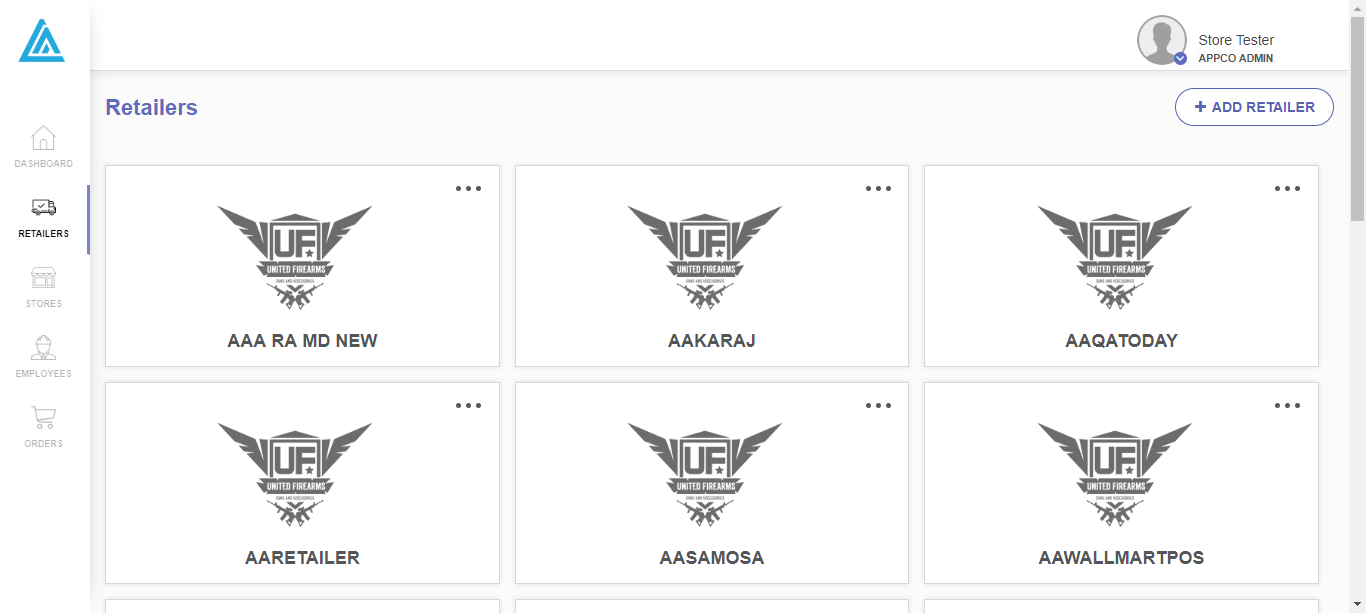 Store Tester
APPCO ADMIN
DASHBOARD
RETAILERS
STORES
EMPLOYEES
ORDERS
Retailers
+ ADD RETAILER
UF
UNITED FIREARMS
GUNS AND ACCESSORIES
AAA RA MD NEW
UF
UNITED FIREARMS
GUNS AND ACCESSORIES
AAKARAJ
UF
UNITED FIREARMS
GUNS AND ACCESSORIES
AAQATODAY
UF
UNITED FIREARMS
GUNS AND ACCESSORIES
AARETAILER
UF
UNITED FIREARMS
GUNS AND ACCESSORIES
AASAMOSA
UF
UNITED FIREARMS
GUNS AND ACCESSORIES
AAWALLMARTPOS